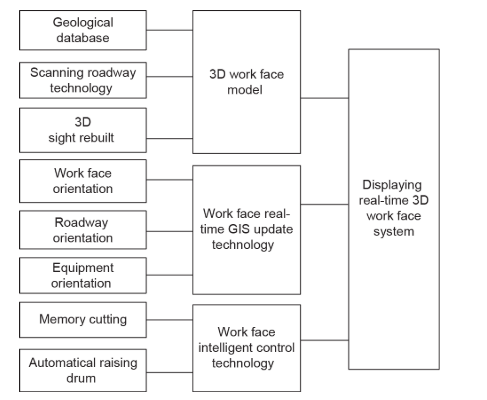 Geological
database
Scanning roadway
technology
3D
sight rebuilt
Work face
orientation
Roadway
orientation
Equipment
orientation
Memory cutting
Automatical raising
drum
3D work face
model
Work face real-
time GIS update
technology
Work face
intelligent control
technology
Displaying
real-time 3D
work face
system